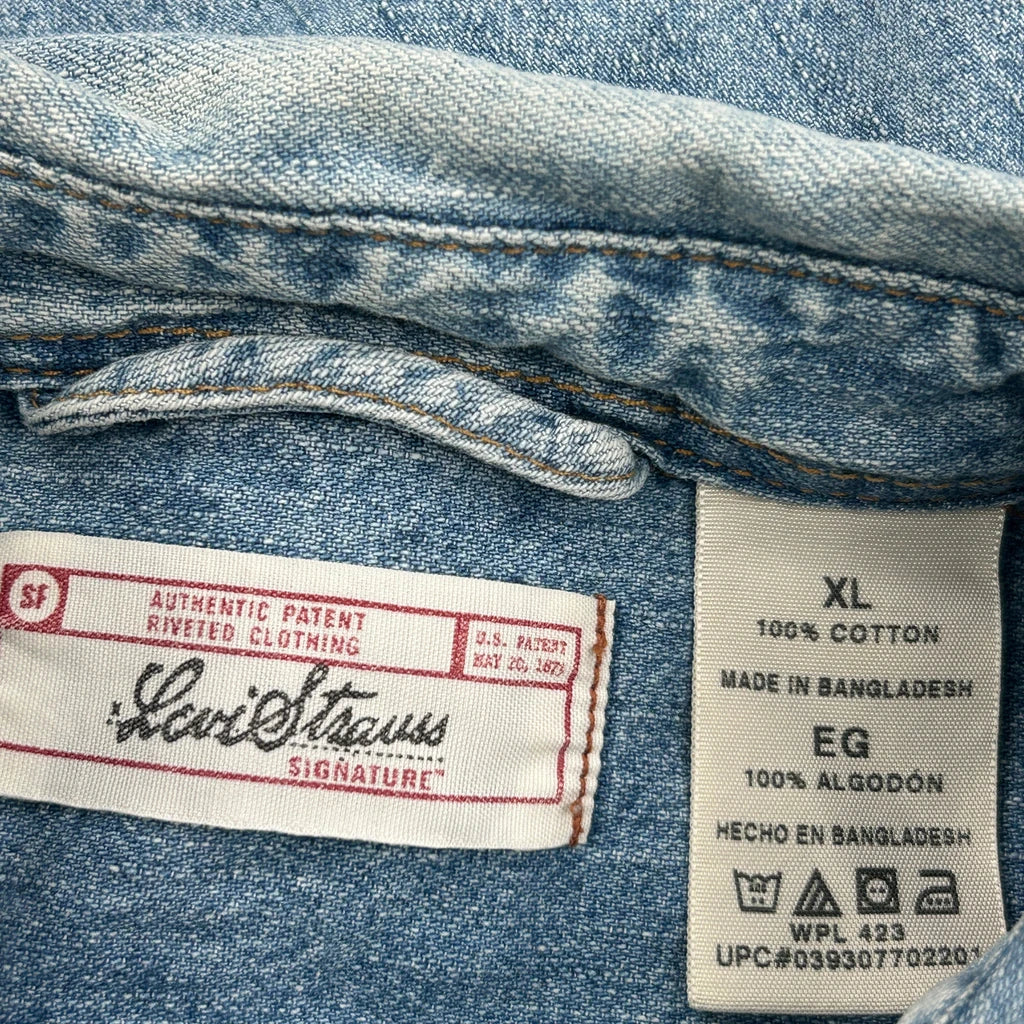 SF
AUTHENTIC PATENT
RIVETED CLOTHING
U.S. PATENT
MAY 20, 1873
Levi Strauss
SIGNATURE™
XL
100% COTTON
MADE IN BANGLADESH
EG
100% ALGODÓN
HECHO EN BANGLADESH
WPL 423
UPC#039307702201